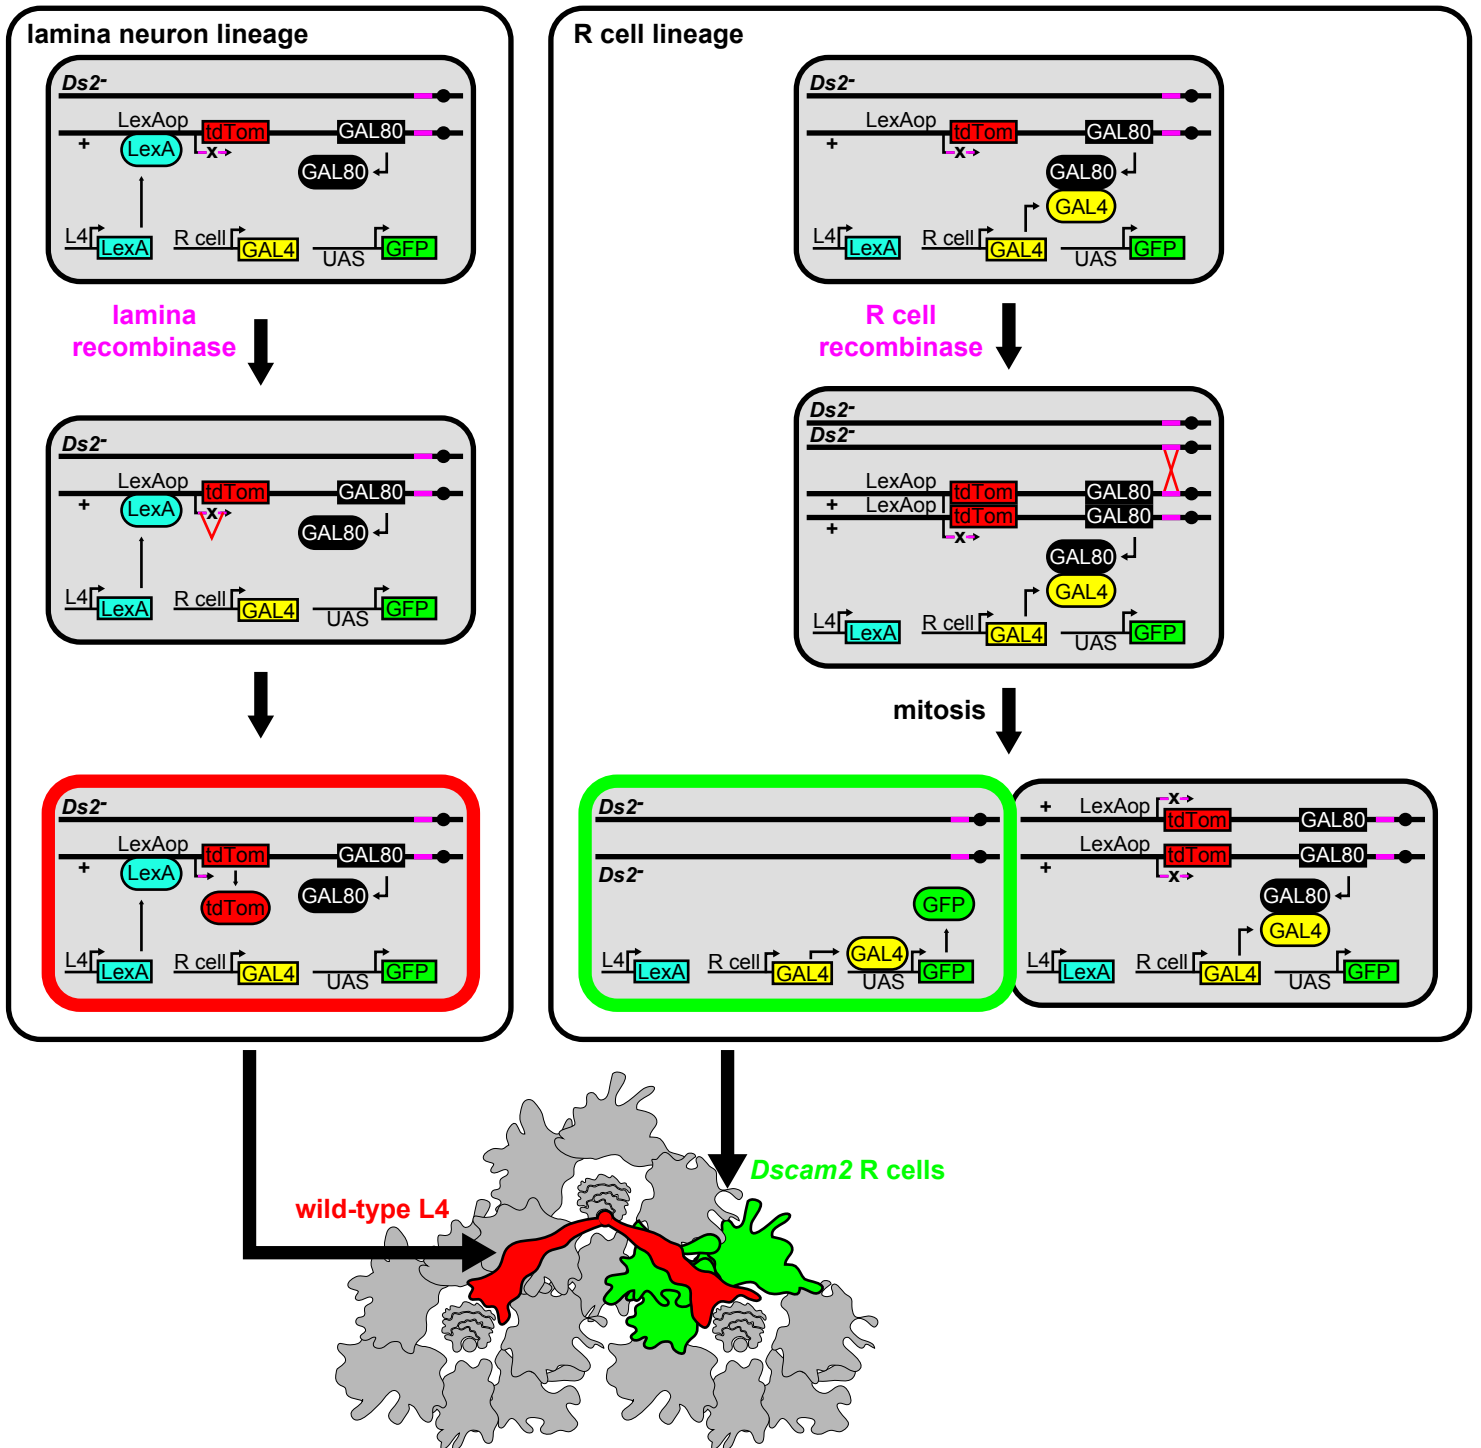 lamina neuron lineage
Ds2-
LexAop tdTom GAL80
+ LexA x GAL80
L4 LexA R cell GAL4 UAS GFP
lamina
recombinase
Ds2-
LexAop tdTom GAL80
+ LexA x GAL80
L4 LexA R cell GAL4 UAS GFP
Ds2-
LexAop tdTom GAL80
+ LexA tdTom GAL80
L4 LexA R cell GAL4 UAS GFP
R cell lineage
Ds2-
LexAop tdTom GAL80
+ x GAL80
GAL4
L4 LexA R cell GAL4 UAS GFP
R cell
recombinase
Ds2-
Ds2-
LexAop tdTom GAL80
+ LexAop tdTom GAL80
+ x GAL80
GAL4
L4 LexA R cell GAL4 UAS GFP
mitosis
Ds2-
Ds2-
GFP
GAL4
L4 LexA R cell GAL4 UAS GFP
+ LexAop x tdTom GAL80
LexAop tdTom GAL80
+ x GAL80
GAL4
L4 LexA R cell GAL4 UAS GFP
Dscam2 R cells
wild-type L4